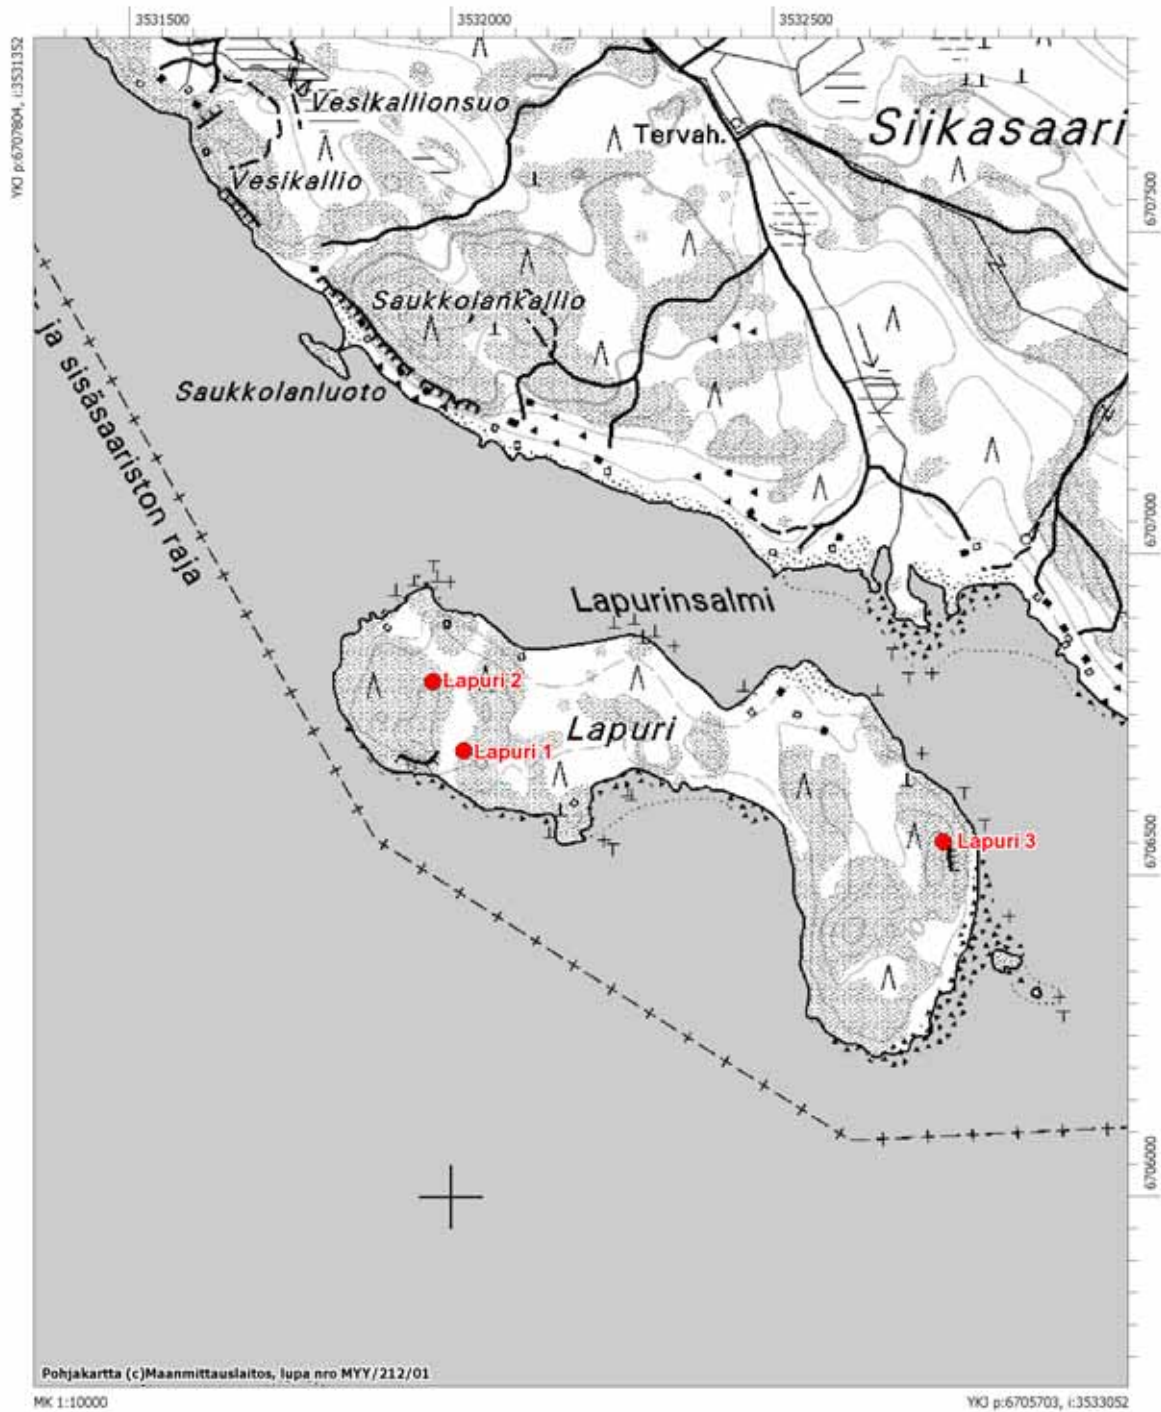 3531500
3532000
3532500
YKJ p:6707804, i:3531352
Vesikallionsuo
Tervah.
Siikasaari
Vesikallio
6707500
Saukkolankallio
ja sisäsaariston raja
Saukkolanluoto
6707000
Lapurinsalmi
Lapuri 2
Lapuri
Lapuri 1
Lapuri 3
6706500
6706000
Pohjakartta (c)Maanmittauslaitos, lupa nro MYY/212/01
MK 1:10000
YKJ p:6705703, i:3533052